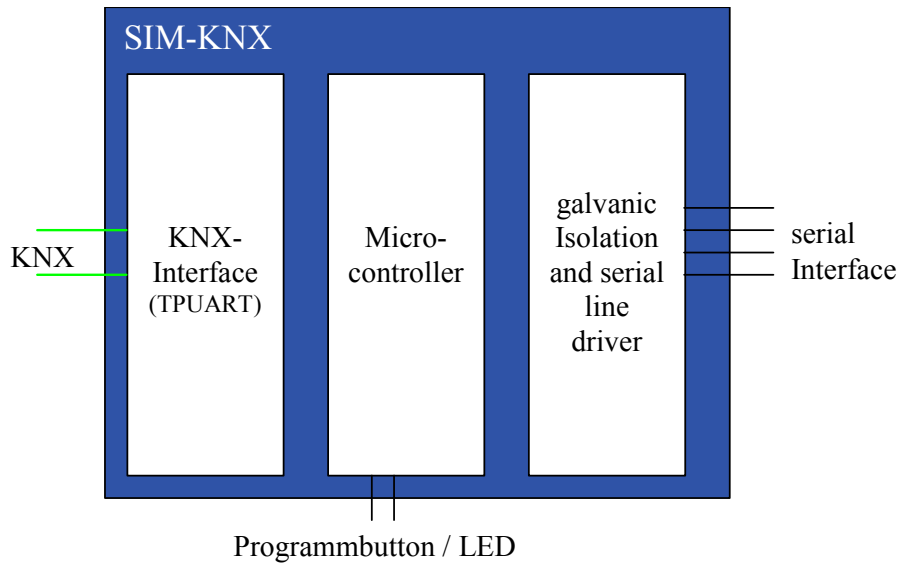 SIM-KNX
KNX
KNX-
Interface
(TPUART)
Micro-
controller
galvanic
Isolation
and serial
line
driver
serial
Interface
Programmbutton / LED